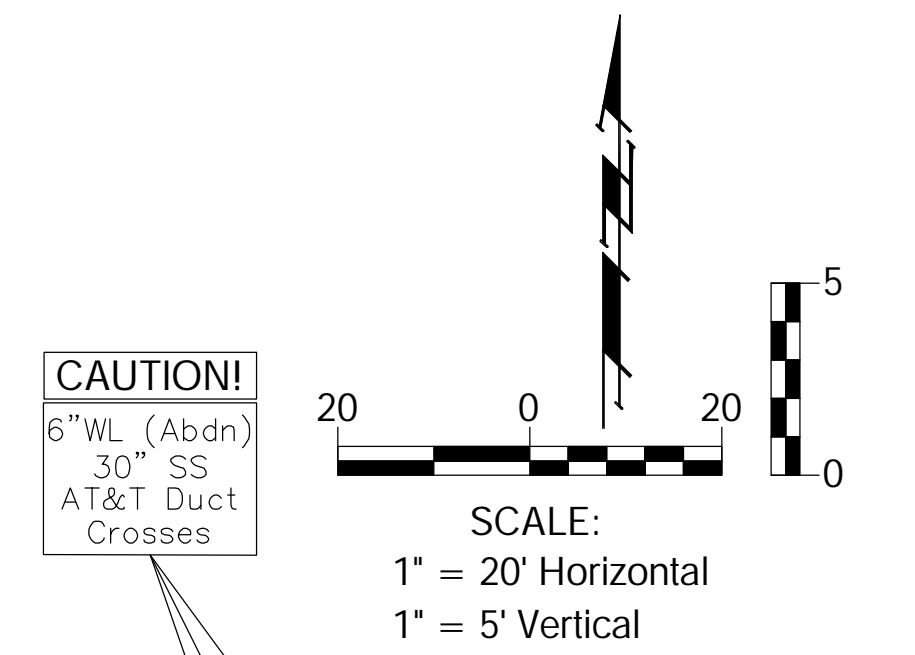 CAUTION!
6”WL (Abdn)
30” SS
AT&T Duct
Crosses
20 0 20
5
0
SCALE:
1" = 20' Horizontal
1" = 5' Vertical